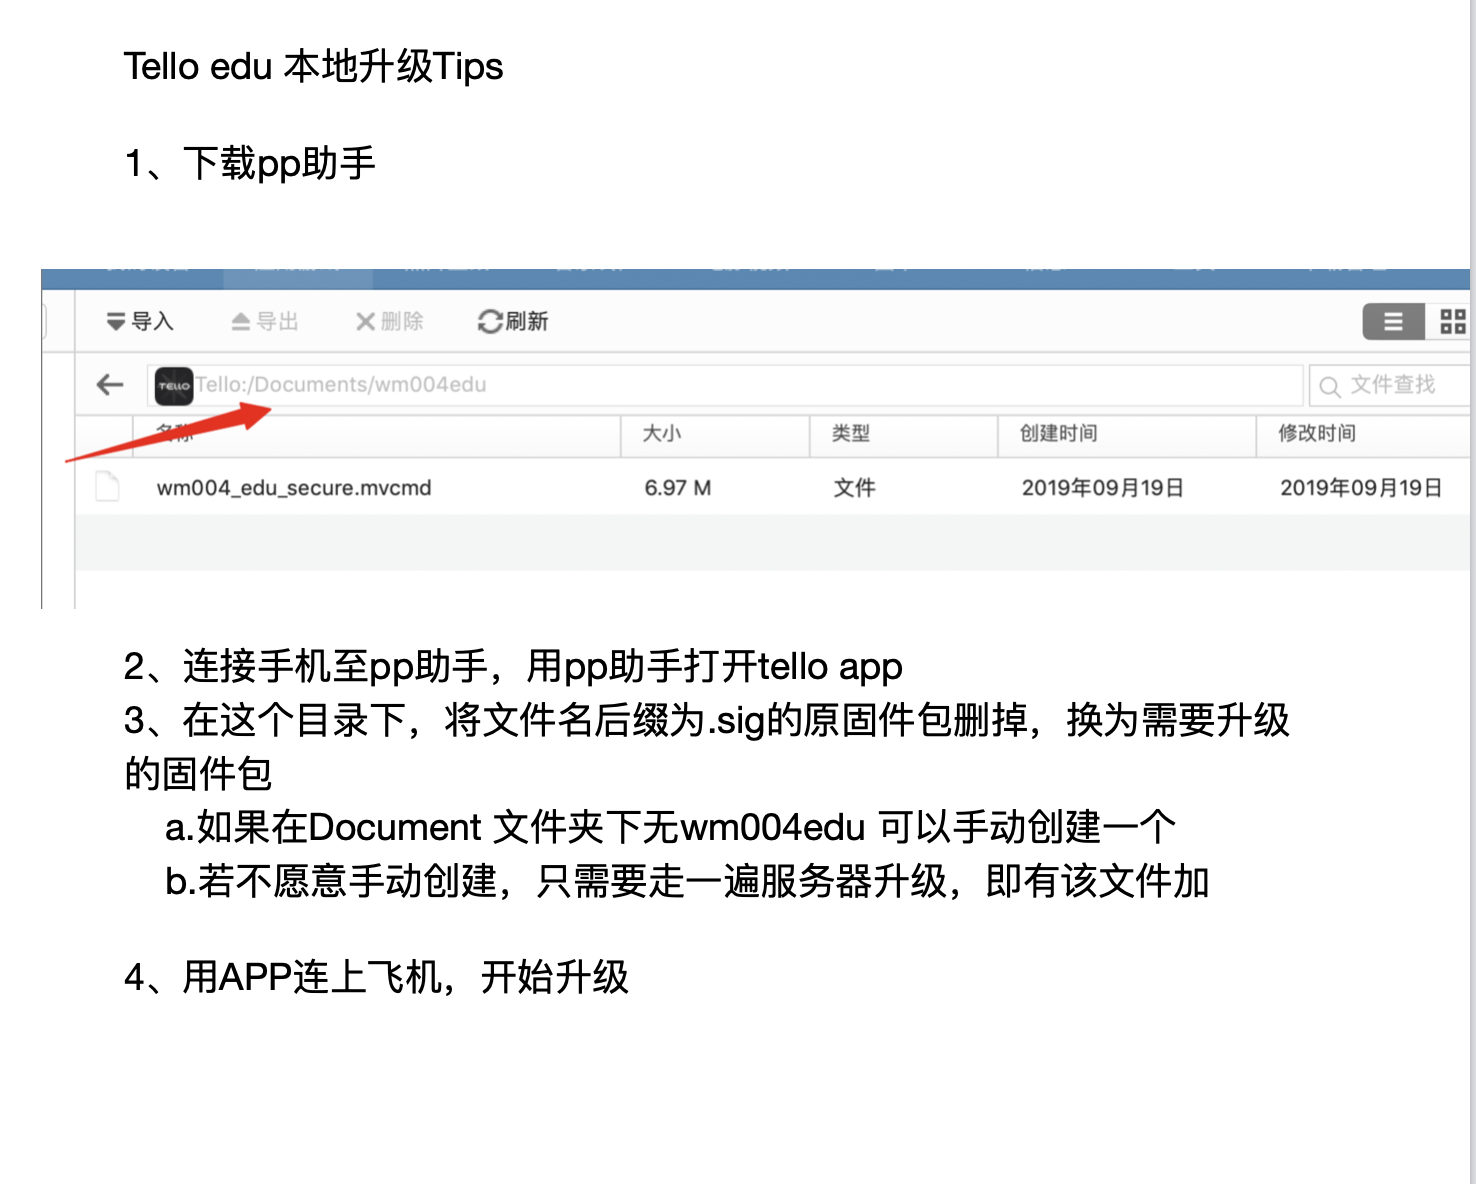 Tello edu 本地升级Tips
1、下载pp助手
导入 导出 删除 刷新
TELLO Tello:/Documents/wm004edu 文件查找
名称 大小 类型 创建时间 修改时间
wm004_edu_secure.mvcmd 6.97 M 文件 2019年09月19日 2019年09月19日
2、连接手机至pp助手，用pp助手打开tello app
3、在这个目录下，将文件名后缀为.sig的原固件包删掉，换为需要升级
的固件包
a.如果在Document 文件夹下无wm004edu 可以手动创建一个
b.若不愿意手动创建，只需要走一遍服务器升级，即有该文件加
4、用APP连上飞机，开始升级